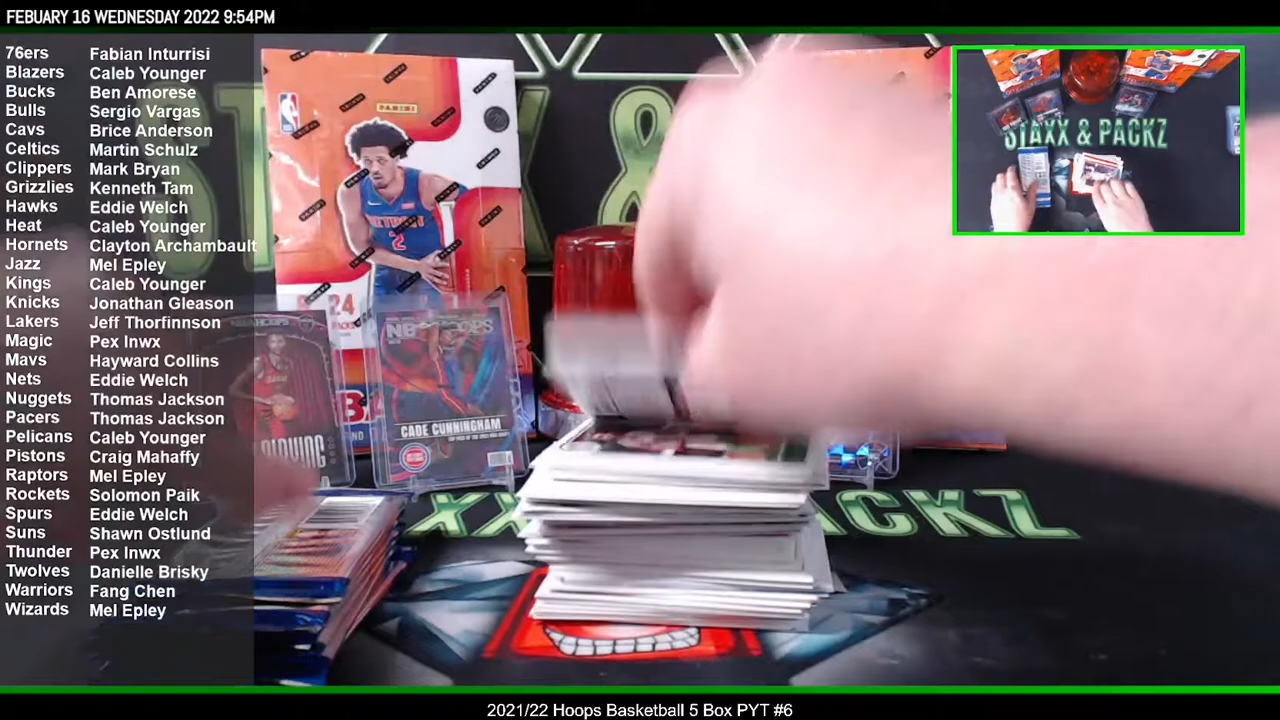 FEBUARY 16 WEDNESDAY 2022 9:54PM
76ers Fabian Inturrisi
Blazers Caleb Younger
Bucks Ben Amorese
Bulls Sergio Vargas
Cavs Brice Anderson
Celtics Martin Schulz
Clippers Mark Bryan
Grizzlies Kenneth Tam
Hawks Eddie Welch
Heat Caleb Younger
Hornets Clayton Archambault
Jazz Mel Epley
Kings Caleb Younger
Knicks Jonathan Gleason
Lakers Jeff Thorfinnson
Magic Pex Inwx
Mavs Hayward Collins
Nets Eddie Welch
Nuggets Thomas Jackson
Pacers Thomas Jackson
Pelicans Caleb Younger
Pistons Craig Mahaffy
Raptors Mel Epley
Rockets Solomon Paik
Spurs Eddie Welch
Suns Shawn Ostlund
Thunder Pex Inwx
Twolves Danielle Brisky
Warriors Fang Chen
Wizards Mel Epley
PANINI
DETROIT
2
24
CADE CUNNINGHAM
STAXX & PACKZ
2021/22 Hoops Basketball 5 Box PYT #6